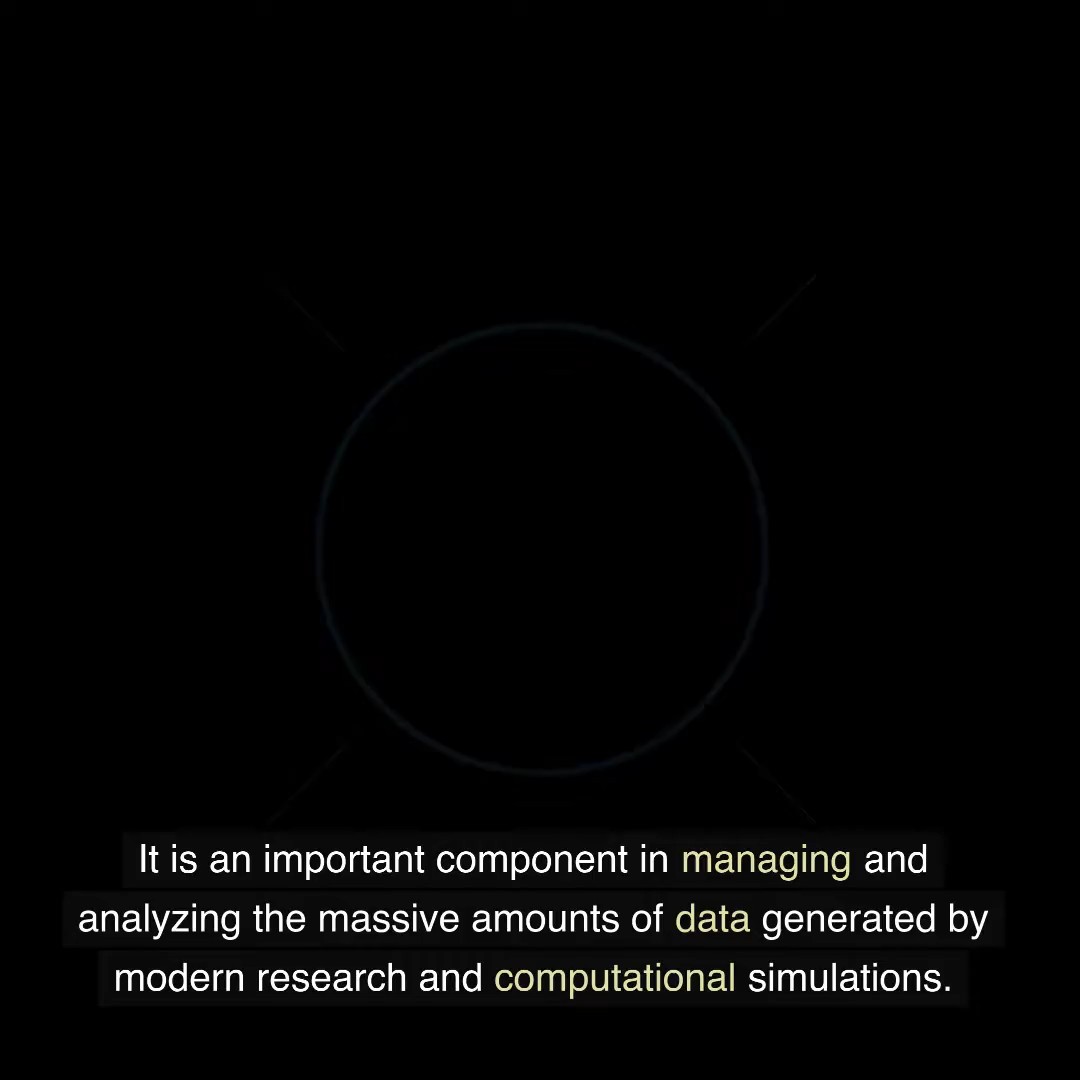 It is an important component in managing and
analyzing the massive amounts of data generated by
modern research and computational simulations.